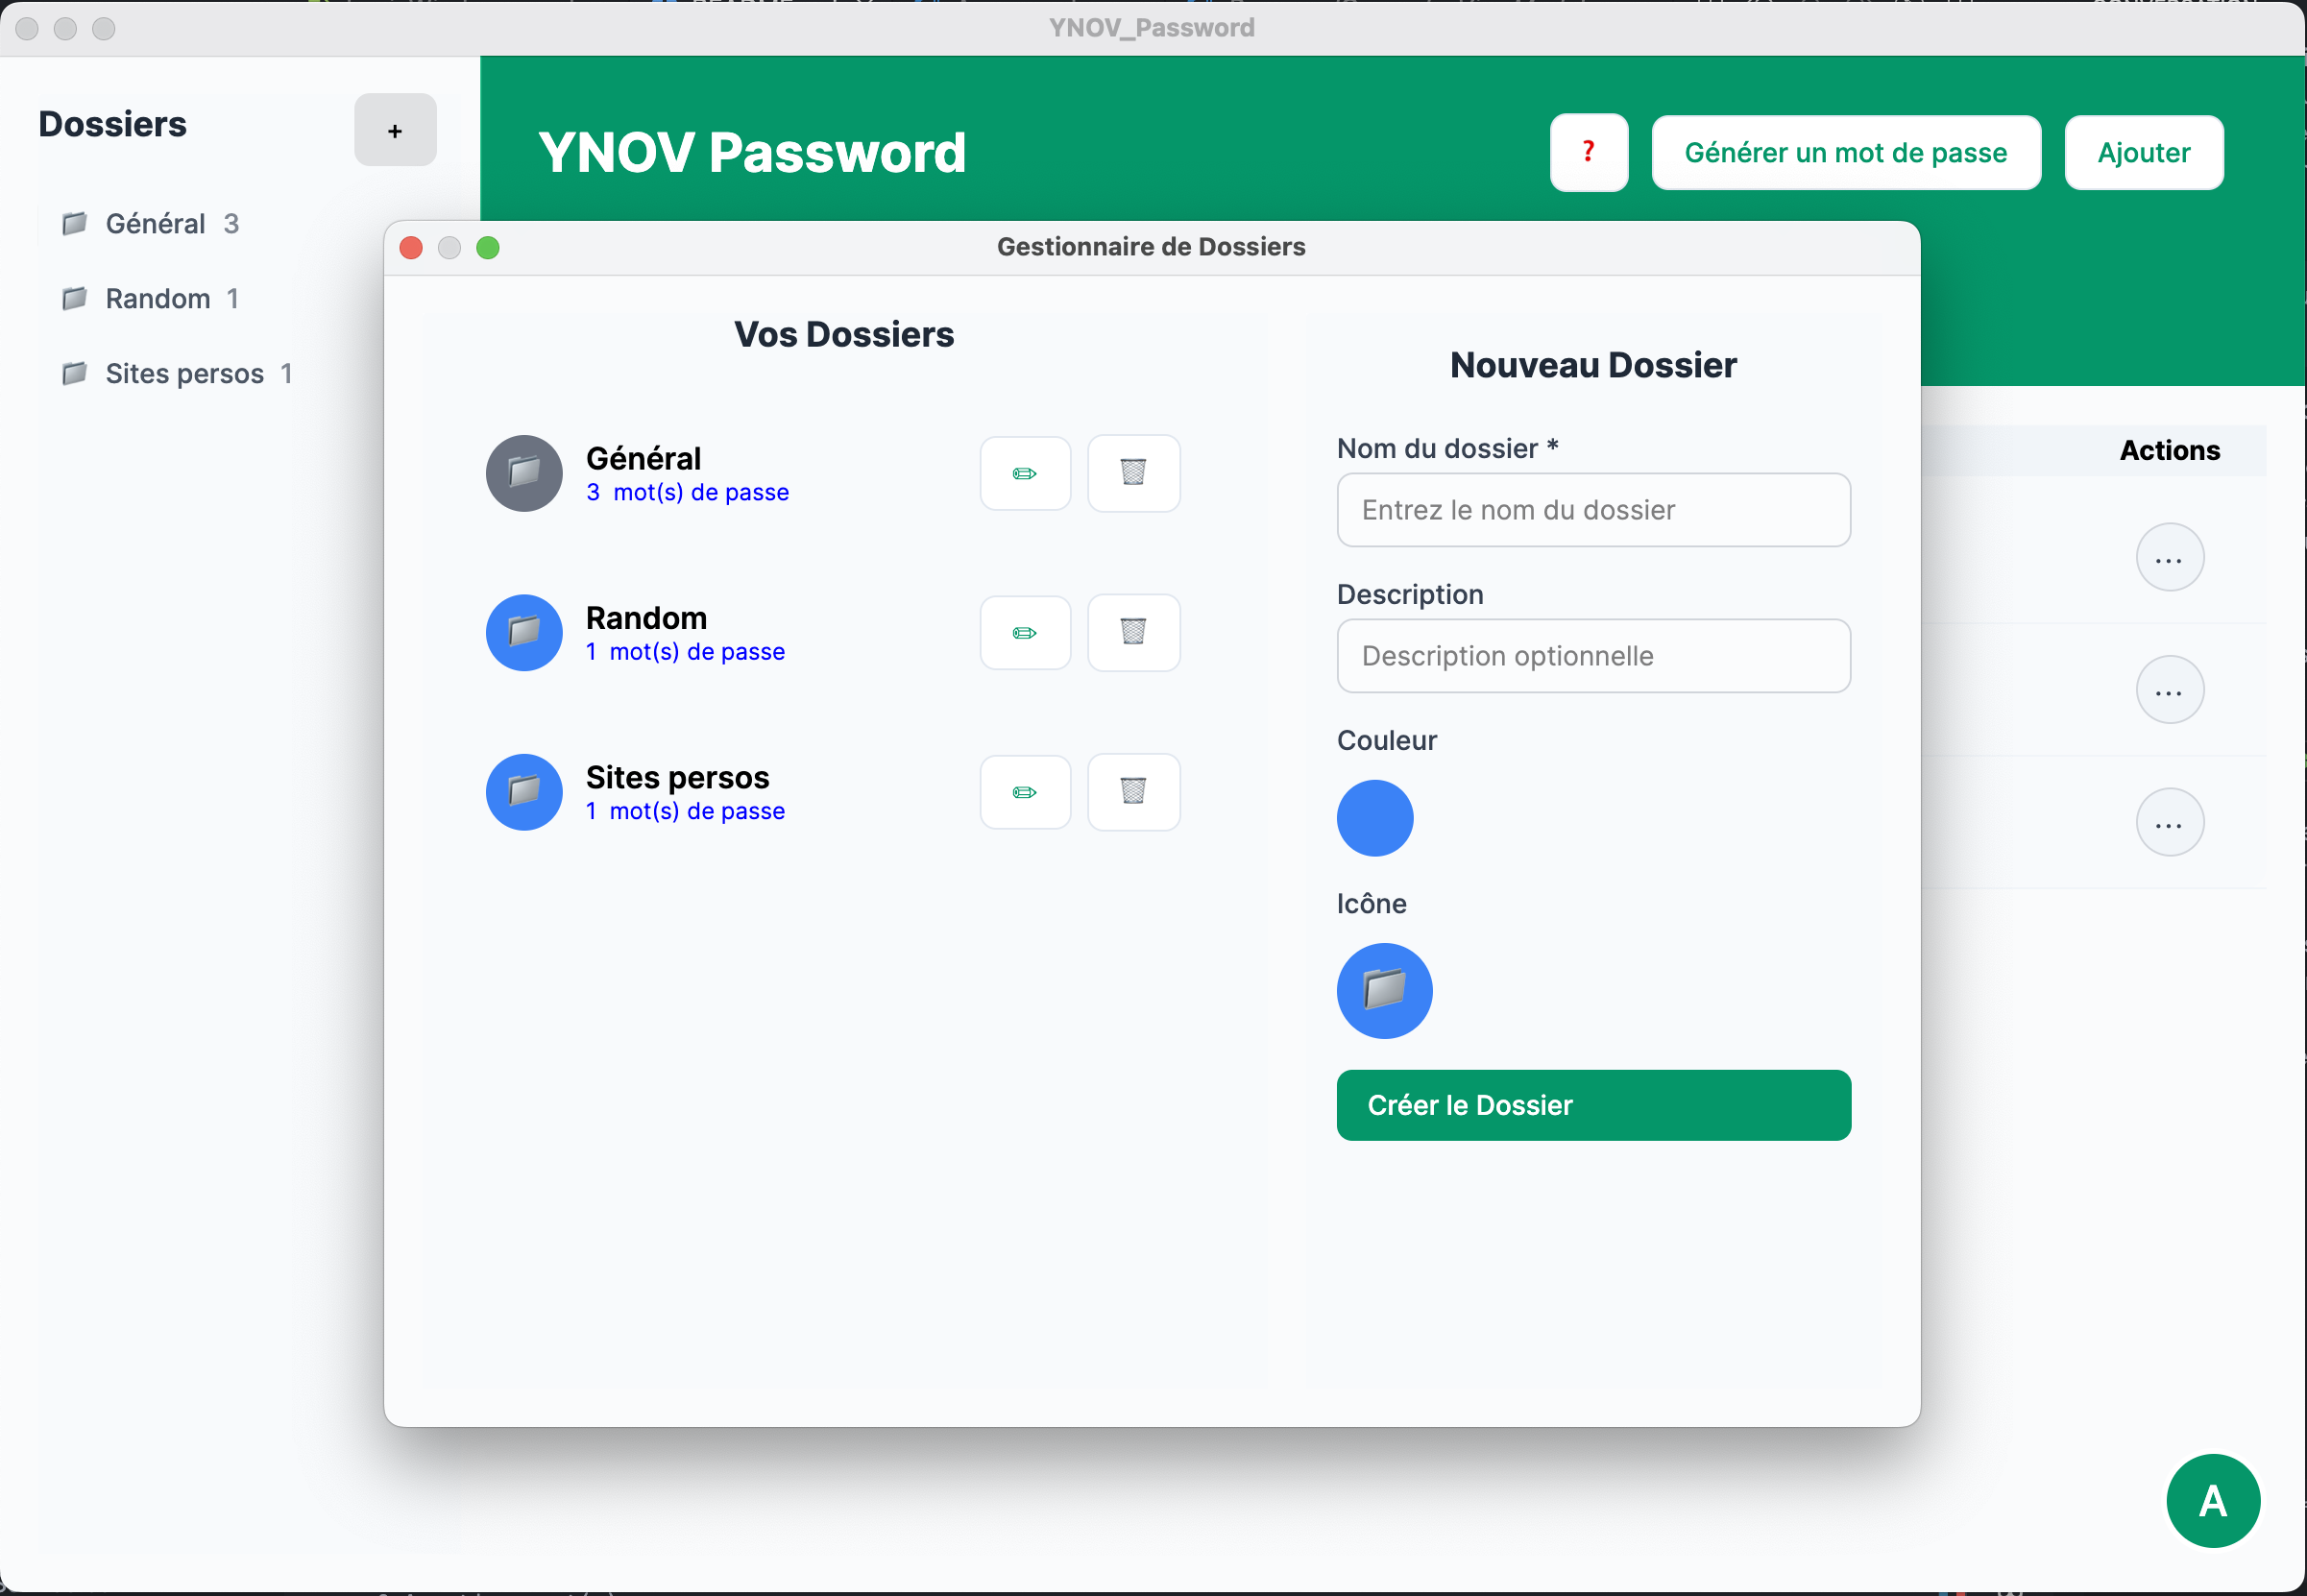 YNOV_Password
Dossiers
+
Général 3
Random 1
Sites persos 1
YNOV Password
?
Générer un mot de passe
Ajouter
Actions
...
...
...
A
Gestionnaire de Dossiers
Vos Dossiers
Général
3 mot(s) de passe
Random
1 mot(s) de passe
Sites persos
1 mot(s) de passe
Nouveau Dossier
Nom du dossier *
Entrez le nom du dossier
Description
Description optionnelle
Couleur
Icône
Créer le Dossier